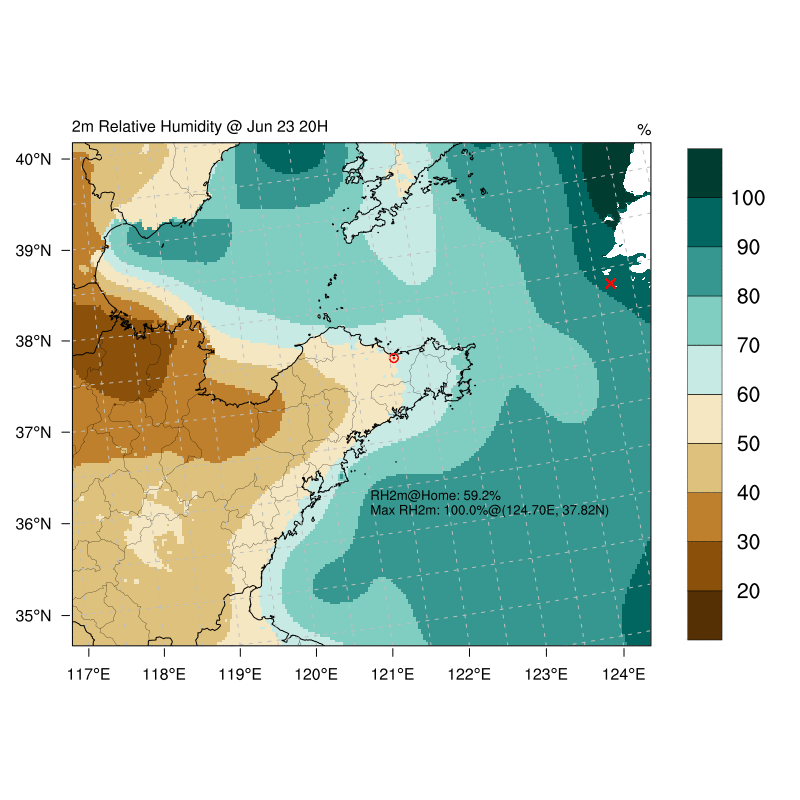 2m Relative Humidity @ Jun 23 20H
%
40°N
39°N
38°N
37°N
36°N
35°N
117°E 118°E 119°E 120°E 121°E 122°E 123°E 124°E
RH2m@Home: 59.2%
Max RH2m: 100.0%@(124.70E, 37.82N)
100
90
80
70
60
50
40
30
20